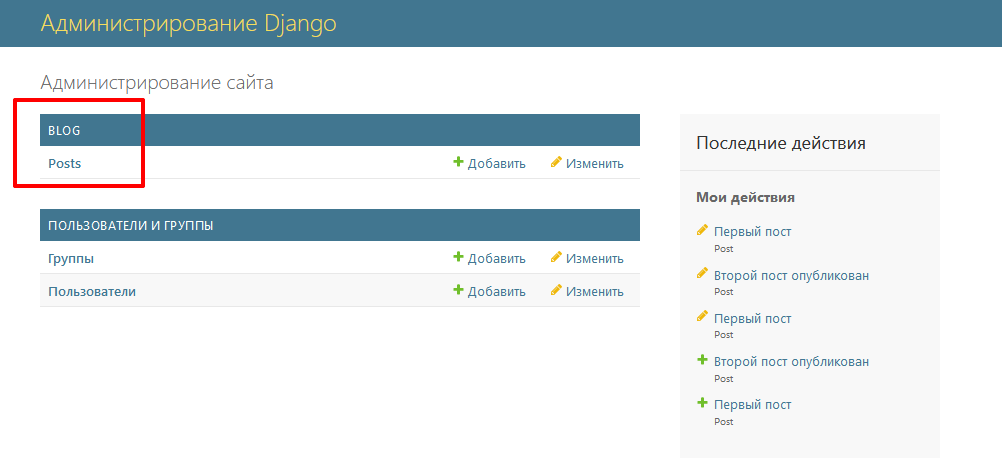 Администрирование Django
Администрирование сайта
BLOG
Posts Добавить Изменить
ПОЛЬЗОВАТЕЛИ И ГРУППЫ
Группы Добавить Изменить
Пользователи Добавить Изменить
Последние действия
Мои действия
Первый пост
Post
Второй пост опубликован
Post
Первый пост
Post
Второй пост опубликован
Post
Первый пост
Post